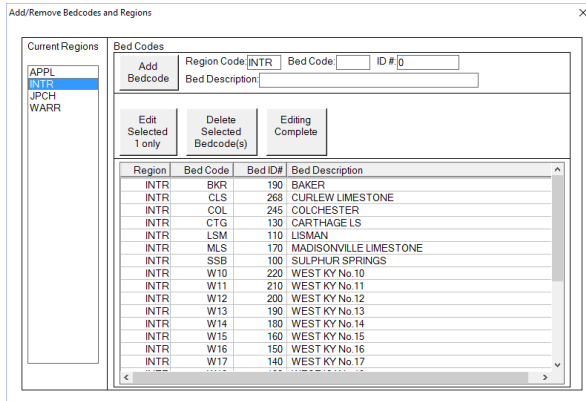 Add/Remove Bedcodes and Regions
Current Regions
APPL
INTR
JPCH
WARR
Bed Codes
Add Bedcode
Region Code: INTR Bed Code: ID #: 0
Bed Description:
Edit Selected 1 only
Delete Selected Bedcode(s)
Editing Complete
Region Bed Code Bed ID# Bed Description
INTR BKR 190 BAKER
INTR CLS 268 CURLEW LIMESTONE
INTR COL 245 COLCHESTER
INTR CTG 130 CARTHAGE LS
INTR LSM 110 LISMAN
INTR MLS 170 MADISONVILLE LIMESTONE
INTR SSB 100 SULPHUR SPRINGS
INTR W10 220 WEST KY No.10
INTR W11 210 WEST KY No.11
INTR W12 200 WEST KY No.12
INTR W13 190 WEST KY No.13
INTR W14 180 WEST KY No.14
INTR W15 160 WEST KY No.15
INTR W16 150 WEST KY No.16
INTR W17 140 WEST KY No.17